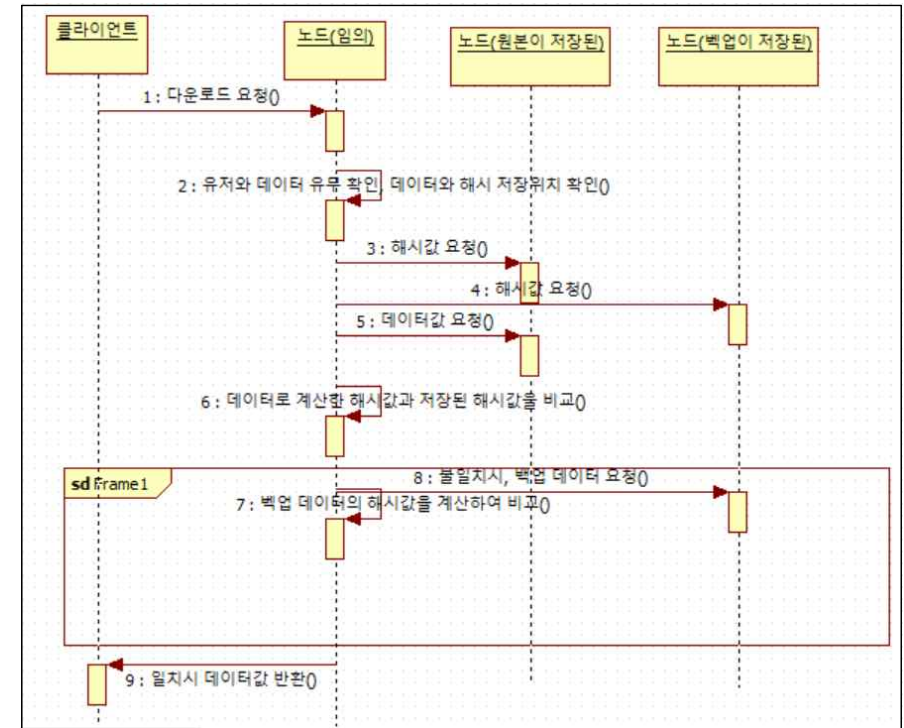 클라이언트
노드(임의)
노드(원본이 저장된)
노드(벡업이 저장된)
1 : 다운로드 요청()
2 : 유저와 데이터 유무 확인, 데이터와 해시 저장위치 확인()
3 : 해시값 요청()
4 : 해시값 요청()
5 : 데이터값 요청()
6 : 데이터로 계산한 해시값과 저장된 해시값을 비교()
sd Frame1
8 : 불일치시, 백업 데이터 요청()
7 : 벡업 데이터의 해시값을 계산하여 비교()
9 : 일치시 데이터값 반환()